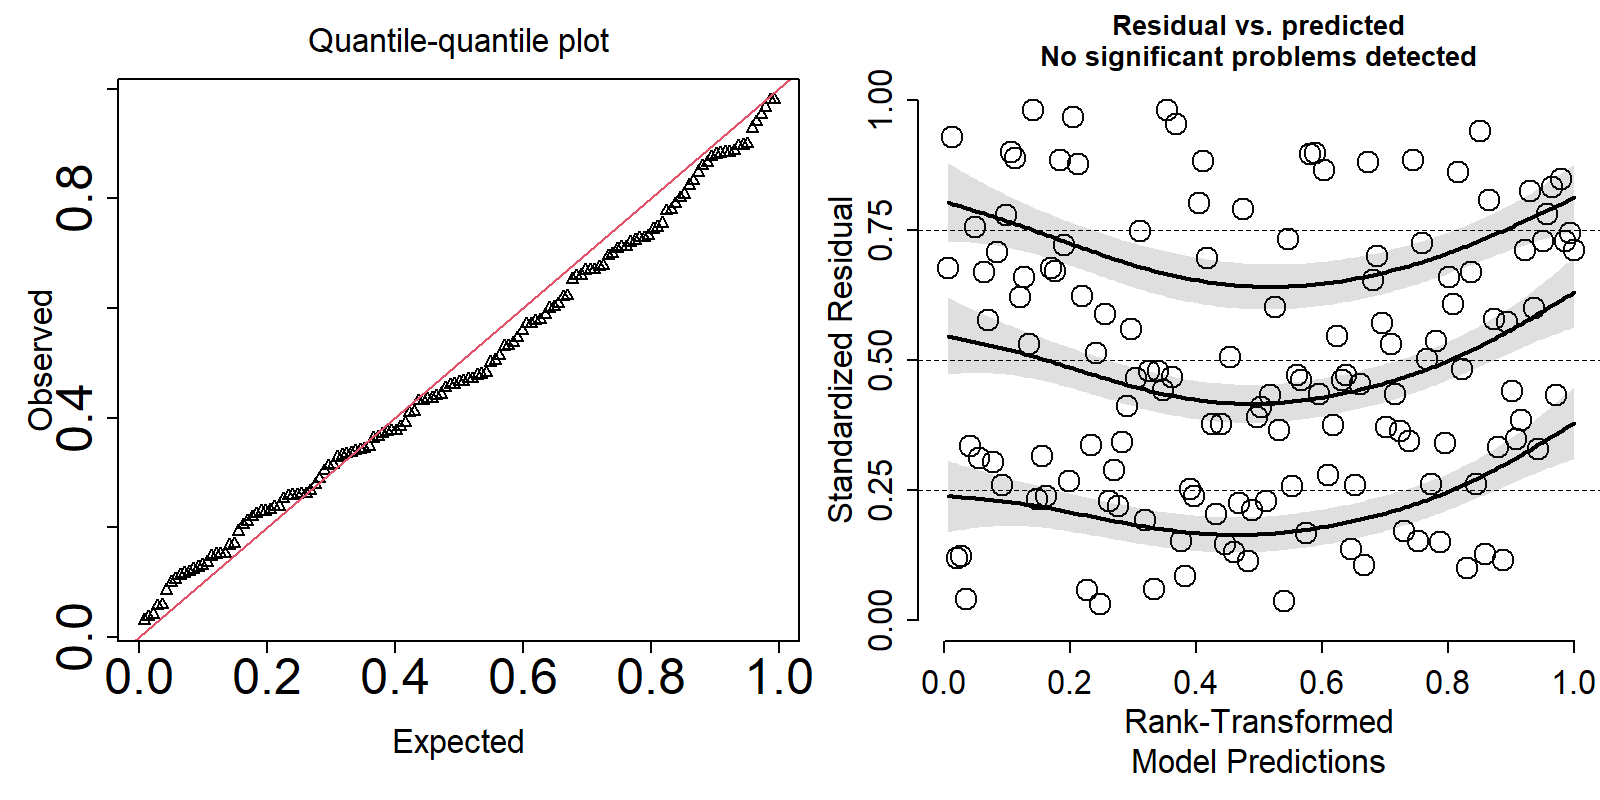 Quantile-quantile plot
Observed
0.0 0.4 0.8
0.0 0.2 0.4 0.6 0.8 1.0
Expected
Residual vs. predicted
No significant problems detected
Standardized Residual
0.00 0.25 0.50 0.75 1.00
0.0 0.2 0.4 0.6 0.8 1.0
Rank-Transformed
Model Predictions